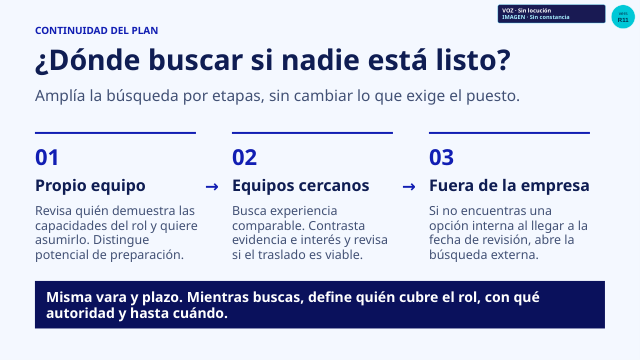 VOZ · Sin locución
IMAGEN · Sin constancia
R11
CONTINUIDAD DEL PLAN
¿Dónde buscar si nadie está listo?
Amplía la búsqueda por etapas, sin cambiar lo que exige el puesto.
01
Propio equipo
Revisa quién demuestra las
capacidades del rol y quiere
asumirlo. Distingue
potencial de preparación.
→
02
Equipos cercanos
Busca experiencia
comparable. Contrasta
evidencia e interés y revisa
si el traslado es viable.
→
03
Fuera de la empresa
Si no encuentras una
opción interna al llegar a la
fecha de revisión, abre la
búsqueda externa.
Misma vara y plazo. Mientras buscas, define quién cubre el rol, con qué
autoridad y hasta cuándo.